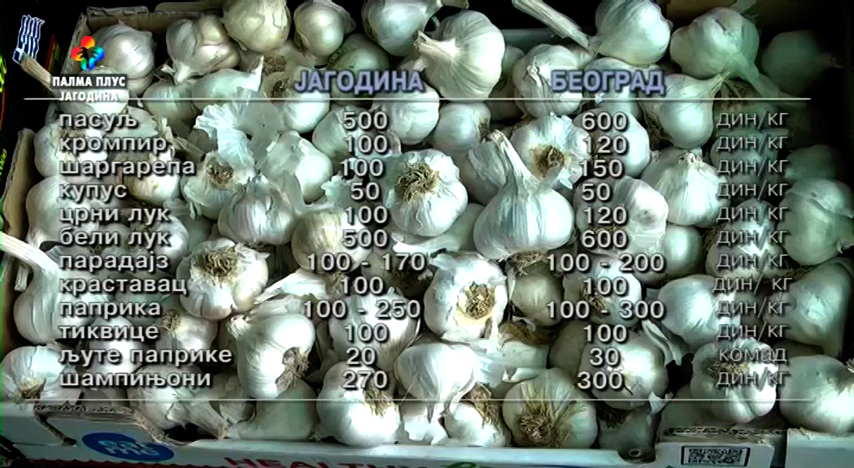 ПАЛМА ПЛУС
ЈАГОДИНА
ЈАГОДИНА БЕОГРАД
пасуљ 500 600 дин/кг
кромпир 100 120 дин/кг
шаргарепа 100 150 дин/кг
купус 50 50 дин/кг
црни лук 100 120 дин/кг
бели лук 500 600 дин/кг
парадајз 100 - 170 100 - 200 дин/кг
краставац 100 100 дин/кг
паприка 100 - 250 100 - 300 дин/кг
тиквице 100 100 дин/кг
љуте паприке 20 30 комад
шампињони 270 300 дин/кг